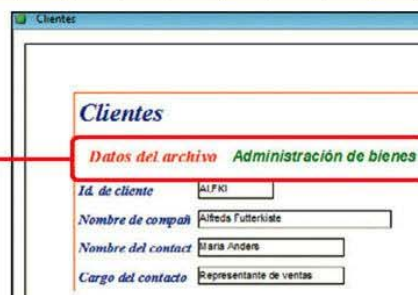 Clientes
Clientes
Datos del archivo Administración de bienes
Id. de cliente ALFKI
Nombre de compañ Alfreds Futterkiste
Nombre del contact Maria Anders
Cargo del contacto Representante de ventas